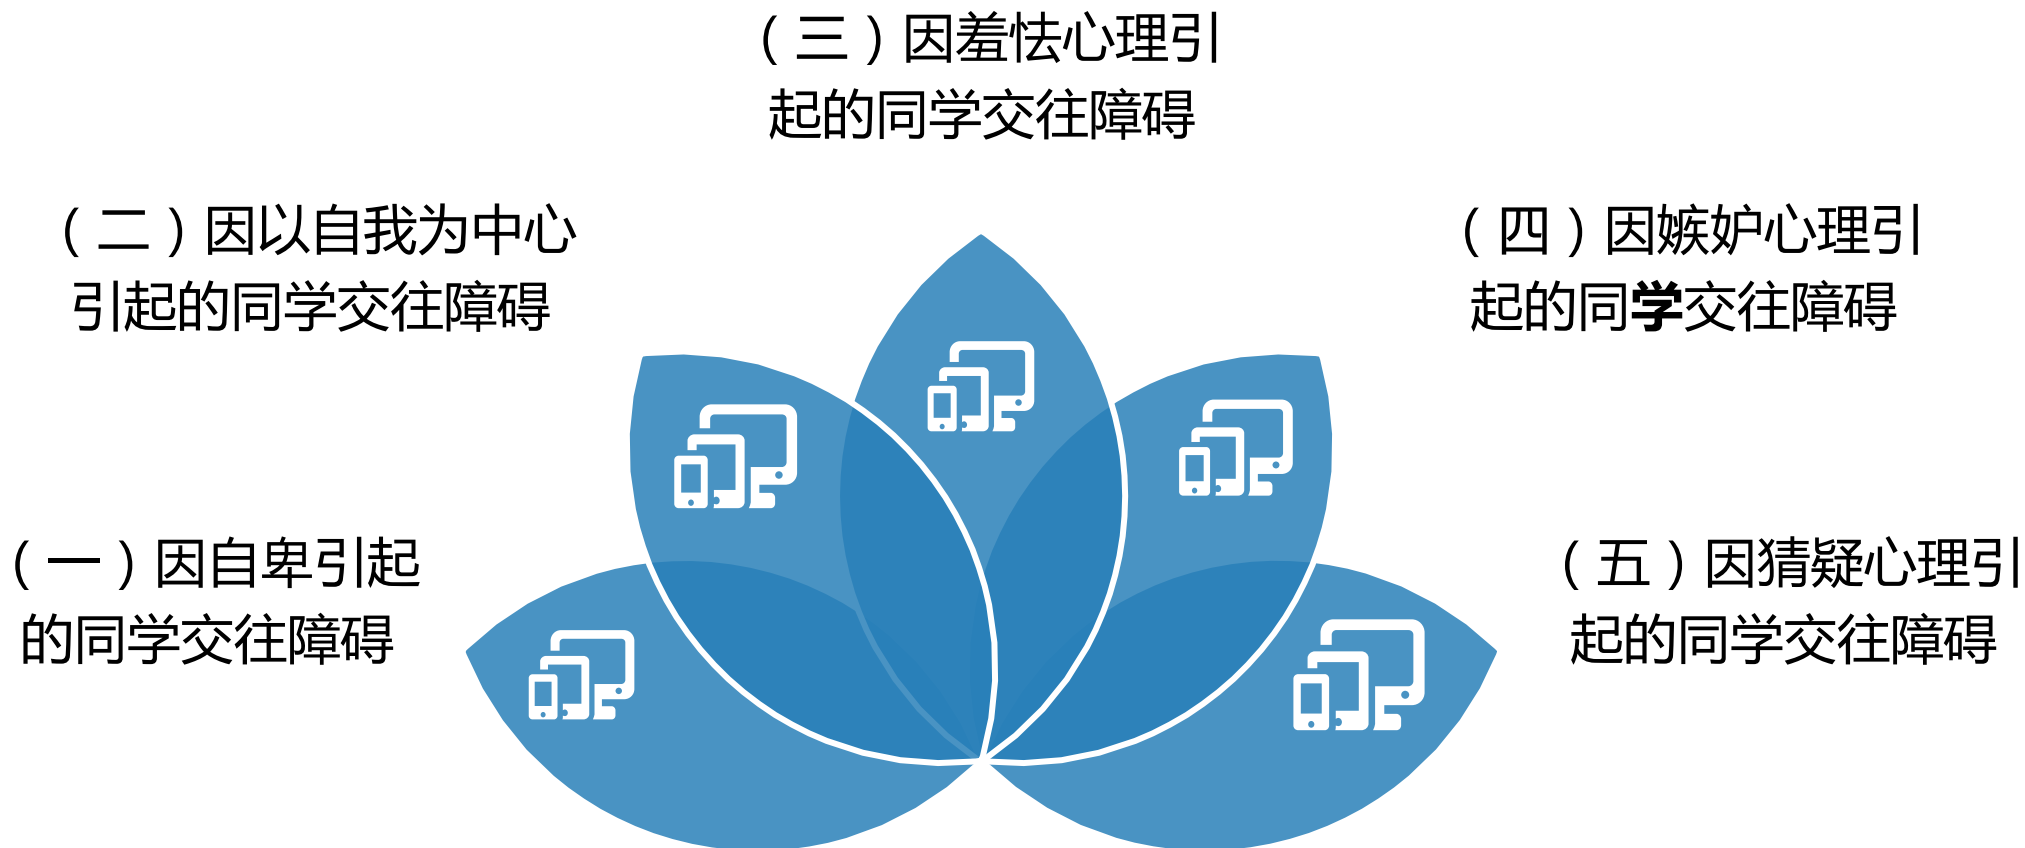 （三）因羞怯心理引
起的同学交往障碍
（二）因以自我为中心
引起的同学交往障碍
（四）因嫉妒心理引
起的同学交往障碍
（一）因自卑引起
的同学交往障碍
（五）因猜疑心理引
起的同学交往障碍